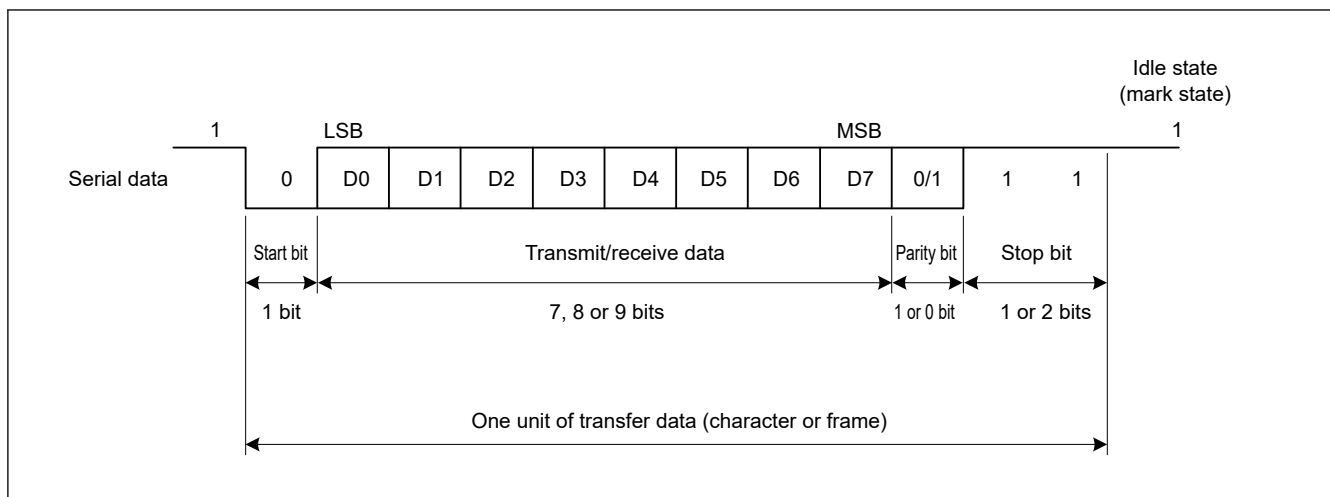 Idle state
(mark state)
1 LSB MSB 1
Serial data 0 D0 D1 D2 D3 D4 D5 D6 D7 0/1 1 1
Start bit Transmit/receive data Parity bit Stop bit
1 bit 7, 8 or 9 bits 1 or 0 bit 1 or 2 bits
One unit of transfer data (character or frame)